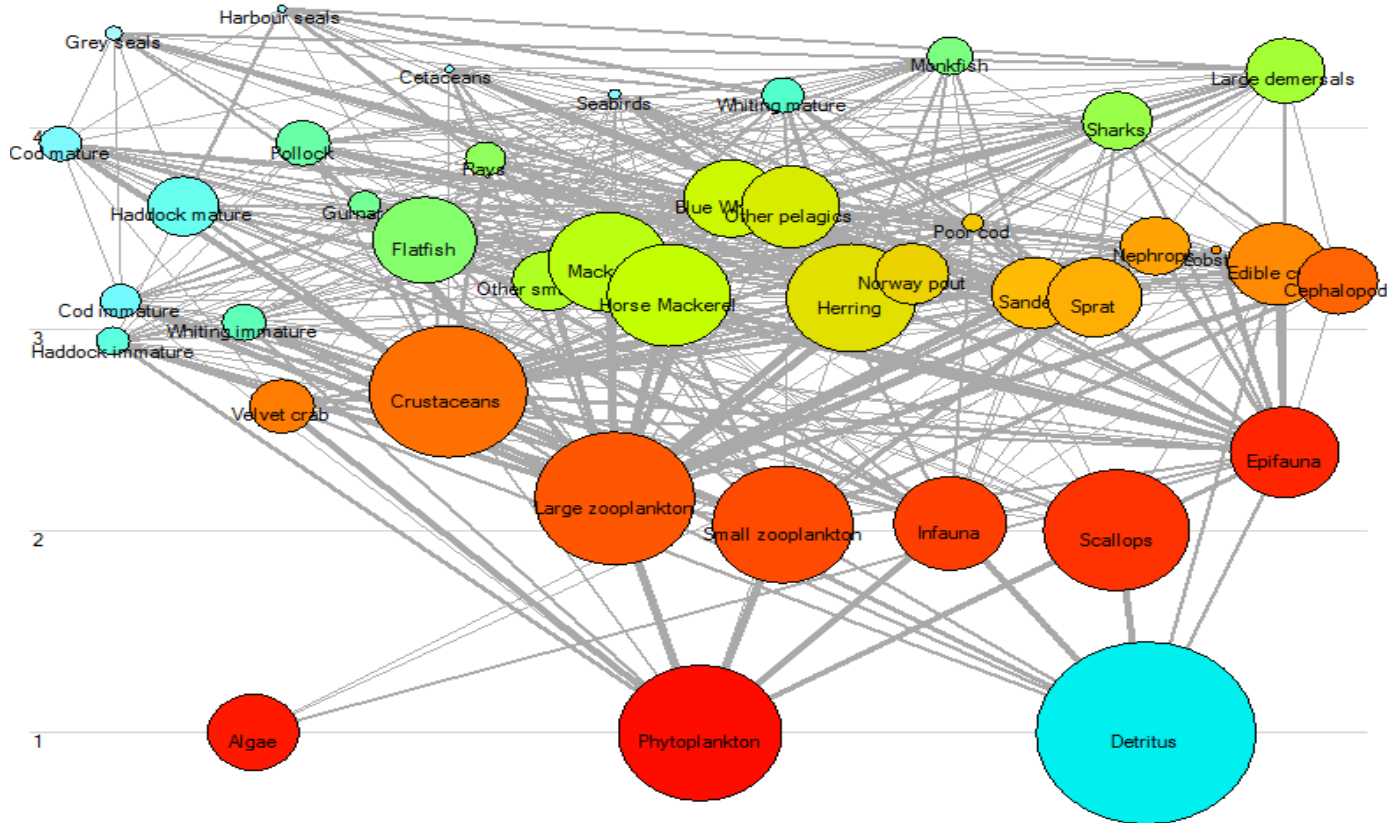 Harbour seals
Grey seals
Monkfish
Cetaceans
Large demersals
Seabirds
Whiting mature
Sharks
4
Cod mature
Pollock
Rays
Haddock mature
Gurnar
Blue Wh
Other pelagics
Poor cod
Flatfish
Nephrops
Lobst
Mack
Edible c
Norway pout
Cephalopod
Other sm
Horse Mackerel
Herring
Sande
Sprat
Cod immature
Whiting immature
3
Haddock immature
Crustaceans
Velvet crab
Epifauna
Large zooplankton
Small zooplankton
Infauna
Scallops
2
Algae
Phytoplankton
Detritus
1